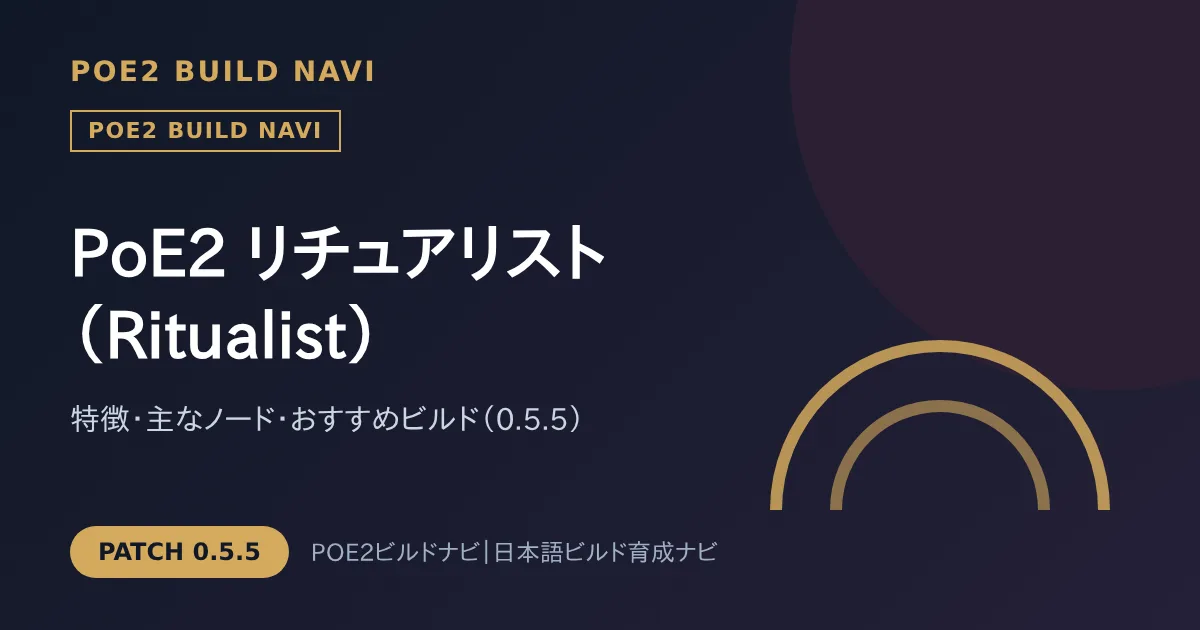 POE2 BUILD NAVI
POE2 BUILD NAVI
PoE2 リチュアリスト
（Ritualist）
特徴・主なノード・おすすめビルド（0.5.5）
PATCH 0.5.5
POE2ビルドナビ|日本語ビルド育成ナビ